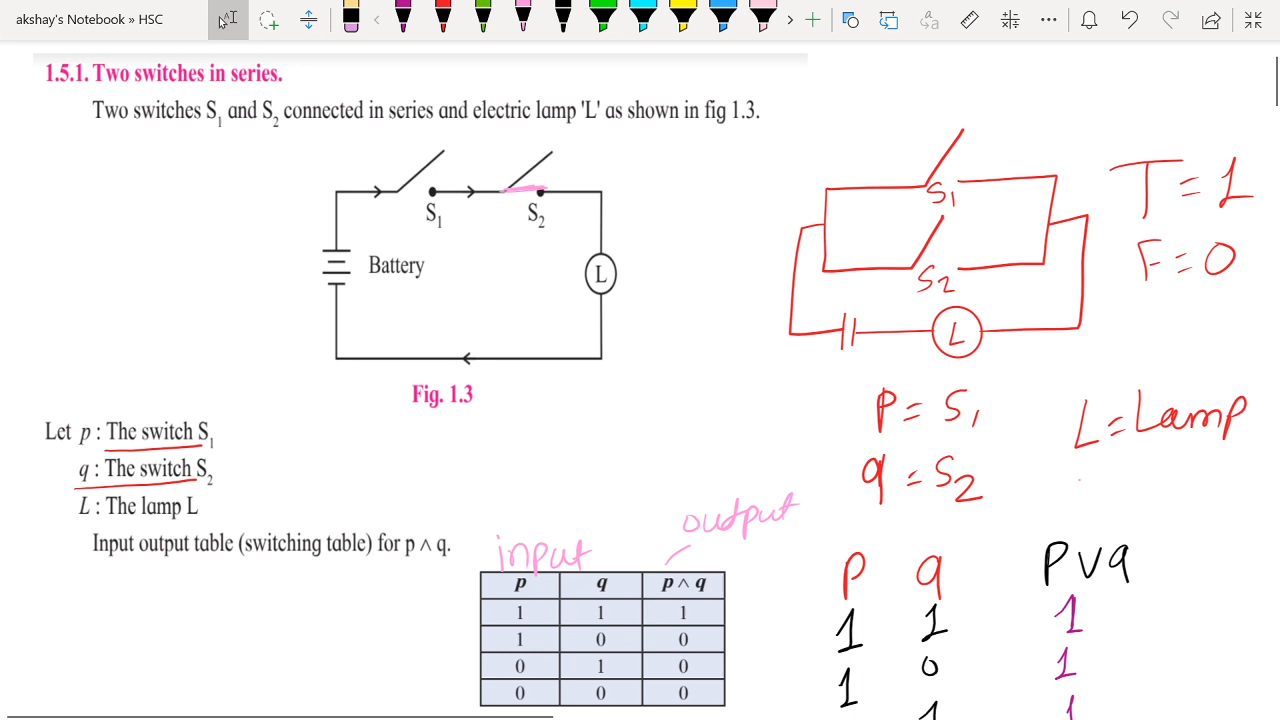 akshay's Notebook » HSC
1.5.1. Two switches in series.
Two switches S1 and S2 connected in series and electric lamp 'L' as shown in fig 1.3.
S1
S2
Battery
L
Fig. 1.3
Let p : The switch S1
q : The switch S2
L : The lamp L
Input output table (switching table) for p ∧ q.
input
output
p q p ∧ q
1 1 1
1 0 0
0 1 0
0 0 0
S1
S2
L
T = 1
F = 0
P = S1
q = S2
L = Lamp
P q P∨q
1 1 1
1 0 1
1 1